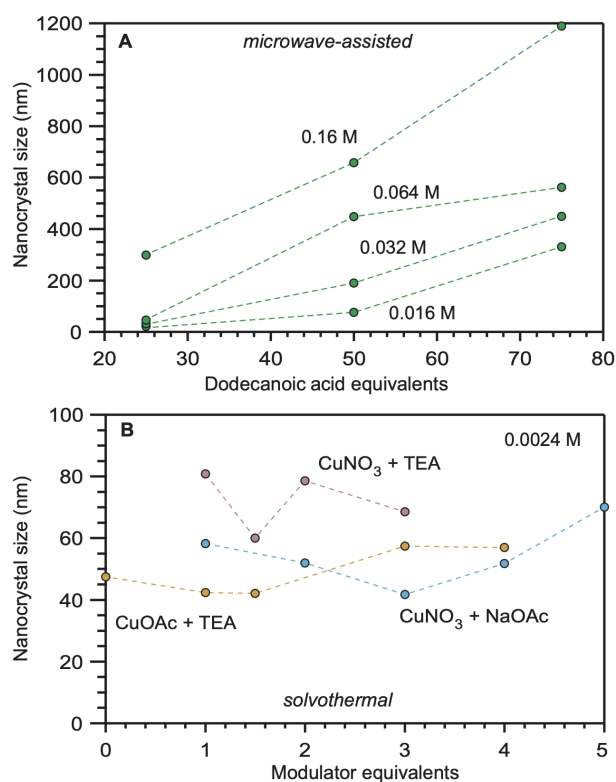 1200
A
microwave-assisted
1000
0.16 M
800
600
0.064 M
400
0.032 M
200
0.016 M
0
20
30
40
50
60
70
80
Nanocrystal size (nm)
Dodecanoic acid equivalents
100
B
0.0024 M
80
CuNO₃ + TEA
60
40
CuOAc + TEA
CuNO₃ + NaOAc
20
solvothermal
0
0
1
2
3
4
5
Nanocrystal size (nm)
Modulator equivalents